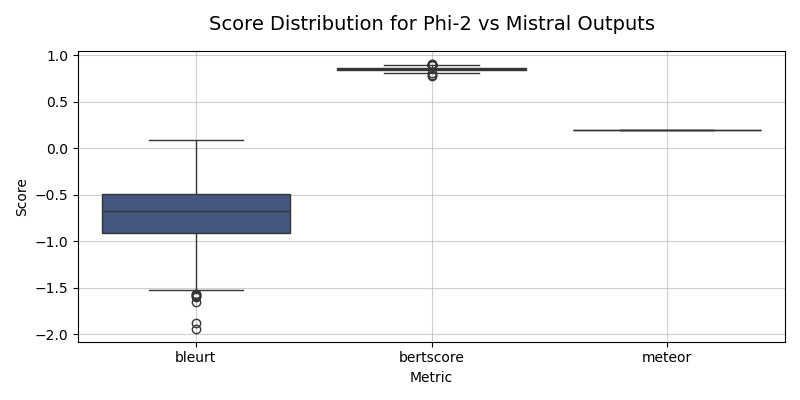 Score Distribution for Phi-2 vs Mistral Outputs
1.0
0.5
0.0
−0.5
−1.0
−1.5
−2.0
Score
bleurt bertscore meteor
Metric